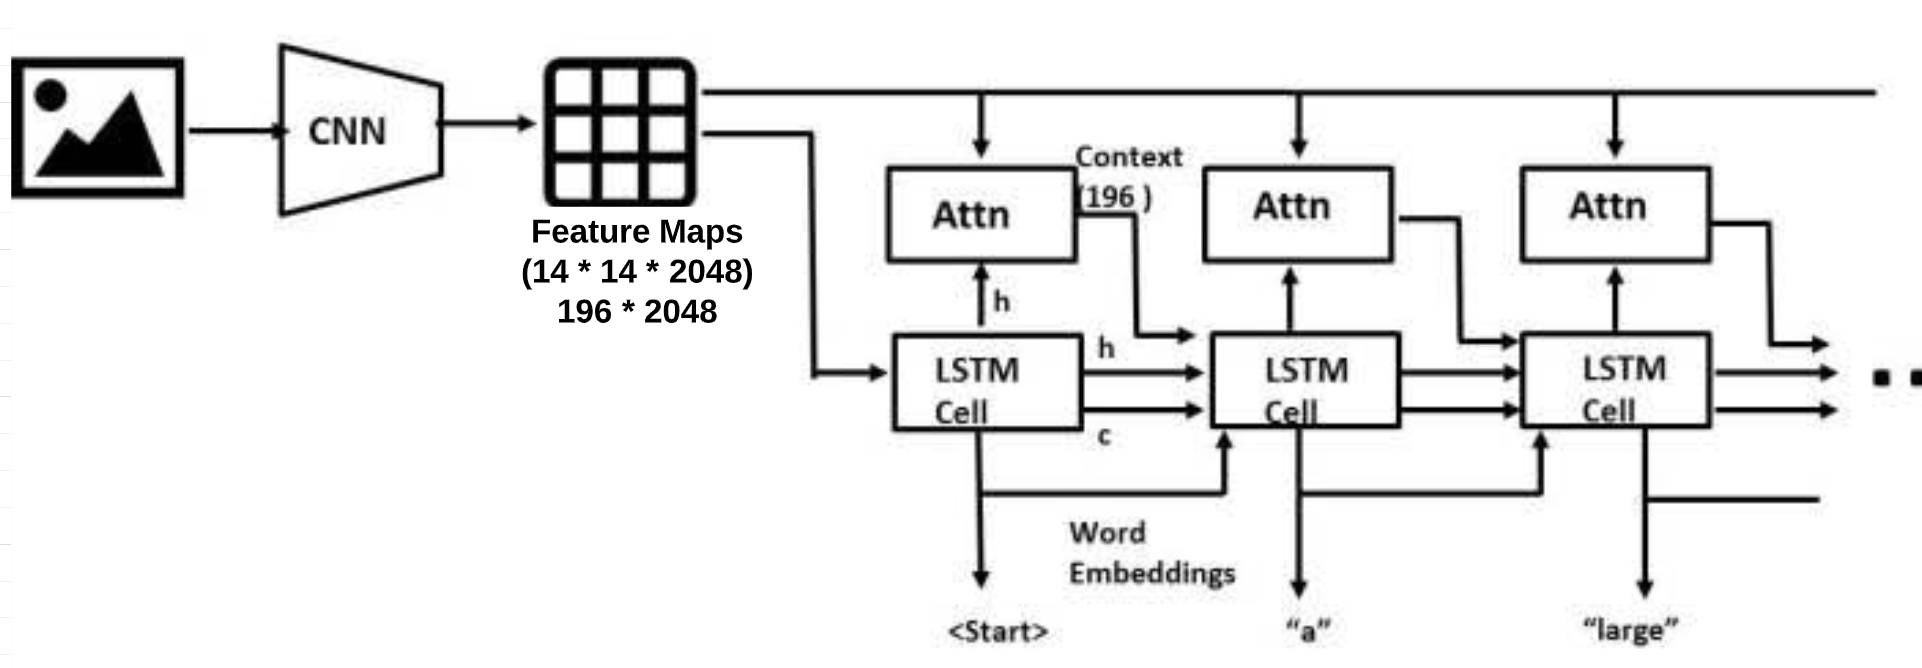 CNN
Feature Maps
(14 * 14 * 2048)
196 * 2048
Context
(196 )
Attn
Attn
Attn
h
h
LSTM
Cell
LSTM
Cell
LSTM
Cell
c
Word
Embeddings
<Start>
“a”
“large”